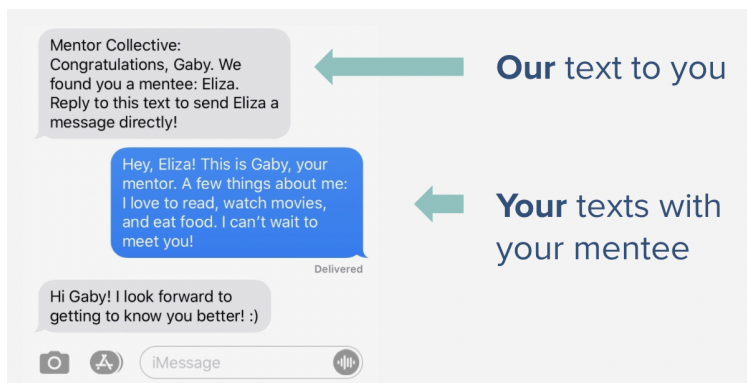 Mentor Collective:
Congratulations, Gaby. We
found you a mentee: Eliza.
Reply to this text to send Eliza a
message directly!
Our text to you
Hey, Eliza! This is Gaby, your
mentor. A few things about me:
I love to read, watch movies,
and eat food. I can't wait to
meet you!
Delivered
Your texts with
your mentee
Hi Gaby! I look forward to
getting to know you better! :)
iMessage